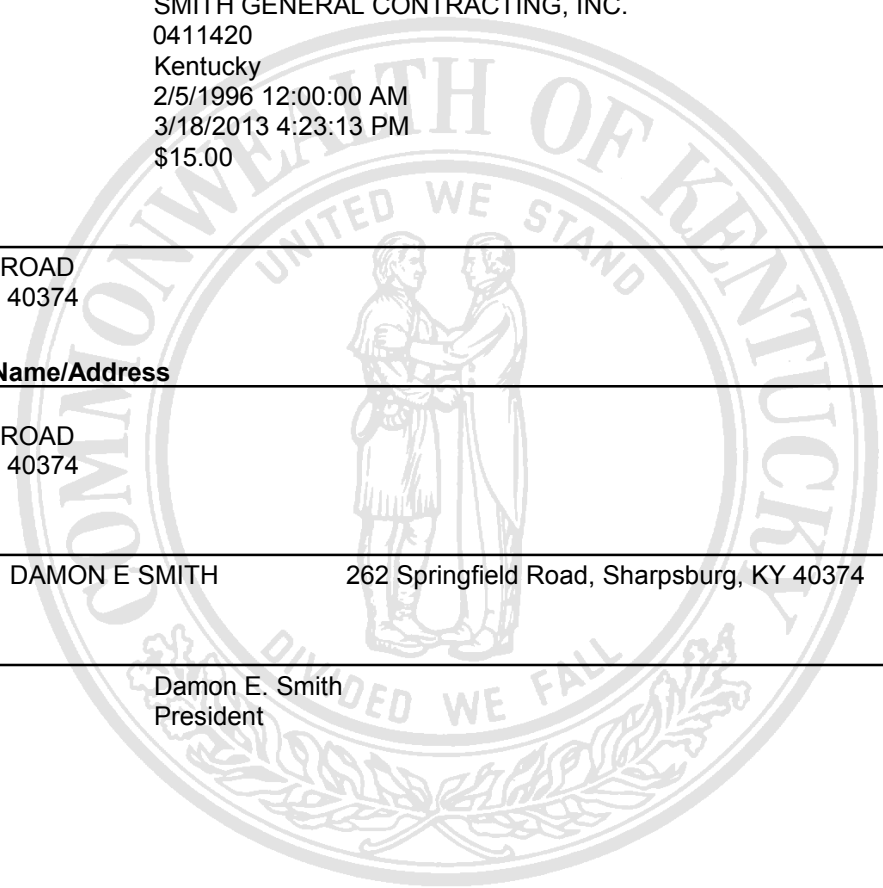 SMITH GENERAL CONTRACTING, INC.
0411420
Kentucky
2/5/1996 12:00:00 AM
3/18/2013 4:23:13 PM
$15.00
COMMONWEALTH OF KENTUCKY
UNITED WE STAND
ROAD
40374
Name/Address
ROAD
40374
DAMON E SMITH 262 Springfield Road, Sharpsburg, KY 40374
DIVIDED WE FALL
Damon E. Smith
President